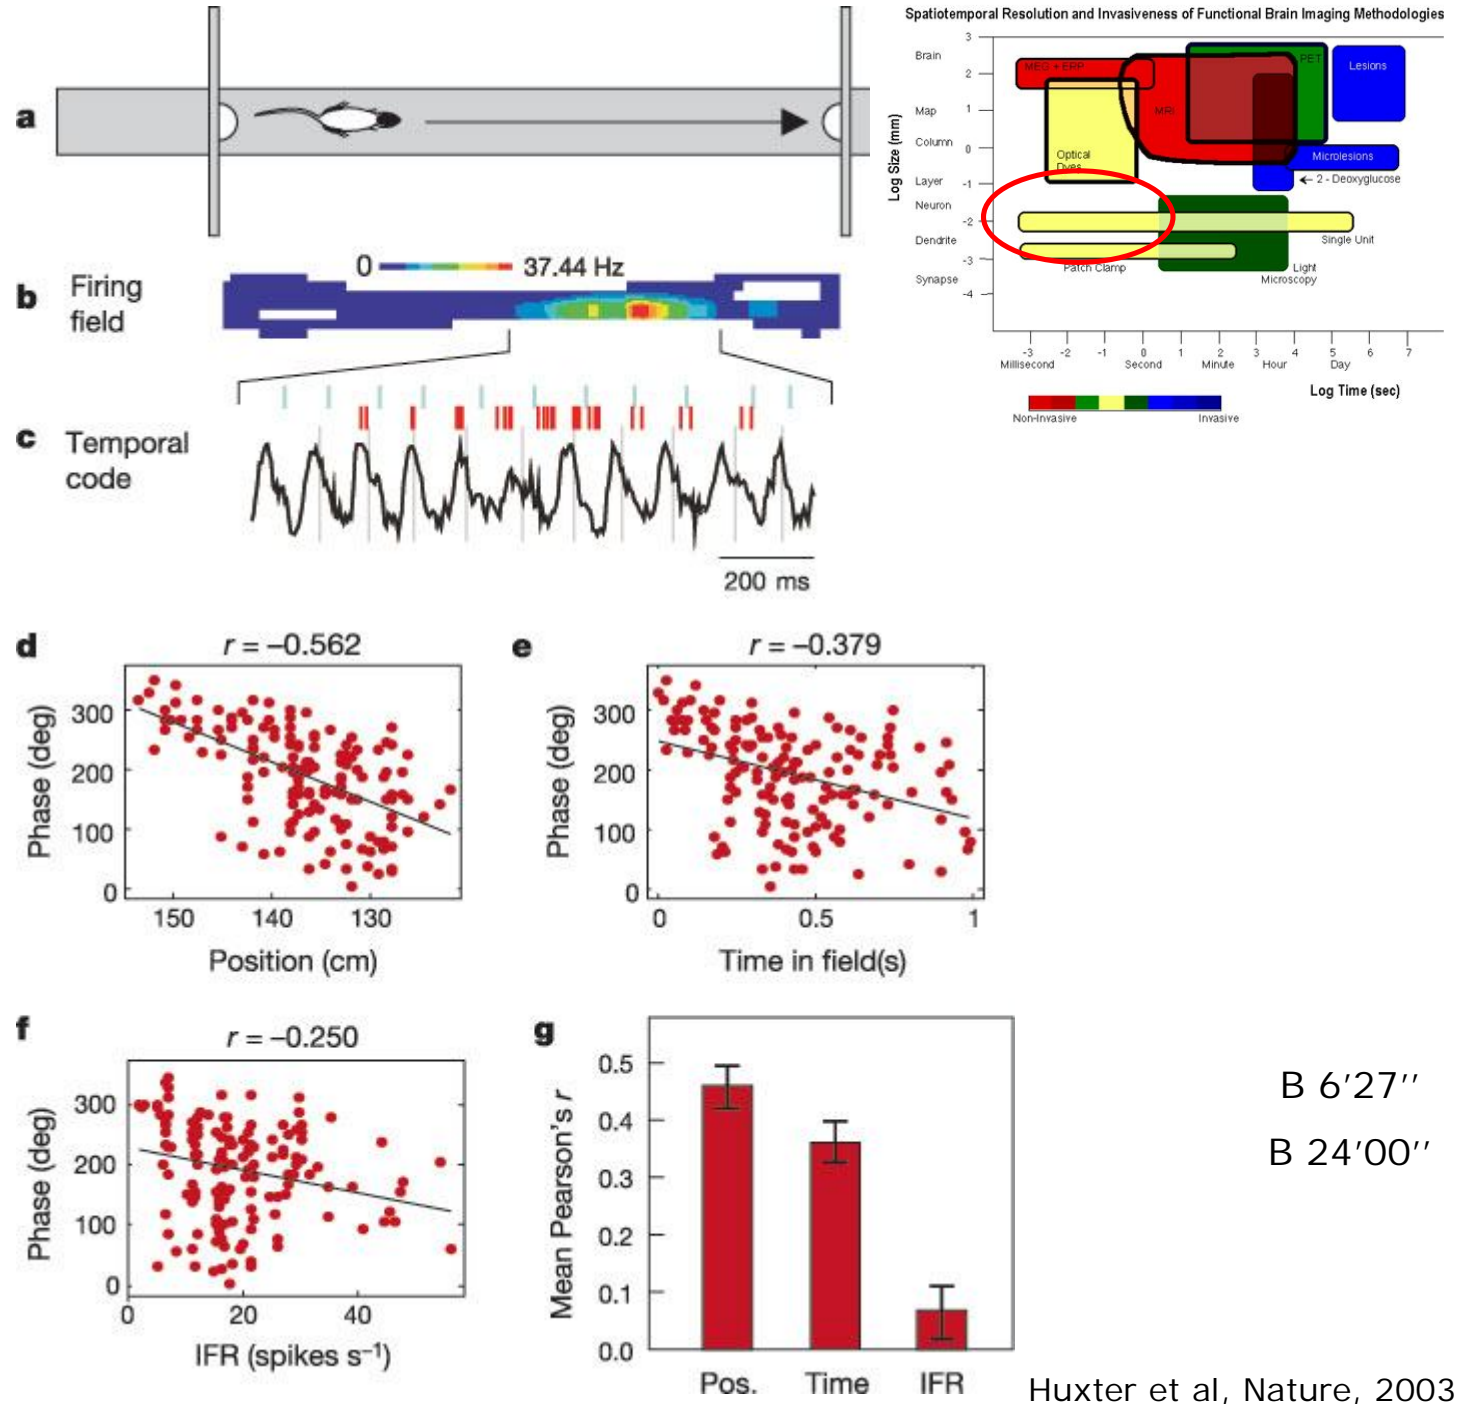 Spatiotemporal Resolution and Invasiveness of Functional Brain Imaging Methodologies
a
Log Size (mm)
Brain
Map
Column
Layer
Neuron
Dendrite
Synapse
3
2
1
0
-1
-2
-3
-4
MEG + ERP
PET
Lesions
MRI
Optical
Dyes
Microlesions
← 2 - Deoxyglucose
Single Unit
Patch Clamp
Light
Microscopy
-3 -2 -1 0 1 2 3 4 5 6 7
Millisecond Second Minute Hour Day
Log Time (sec)
Non-Invasive Invasive
b Firing
field
0 37.44 Hz
c Temporal
code
200 ms
d r = –0.562
Phase (deg)
300
200
100
0
150 140 130
Position (cm)
e r = –0.379
Phase (deg)
300
200
100
0
0 0.5 1
Time in field(s)
f r = –0.250
Phase (deg)
300
200
100
0
0 20 40
IFR (spikes s⁻¹)
g
Mean Pearson's r
0.5
0.4
0.3
0.2
0.1
0.0
Pos. Time IFR
B 6'27''
B 24'00''
Huxter et al, Nature, 2003